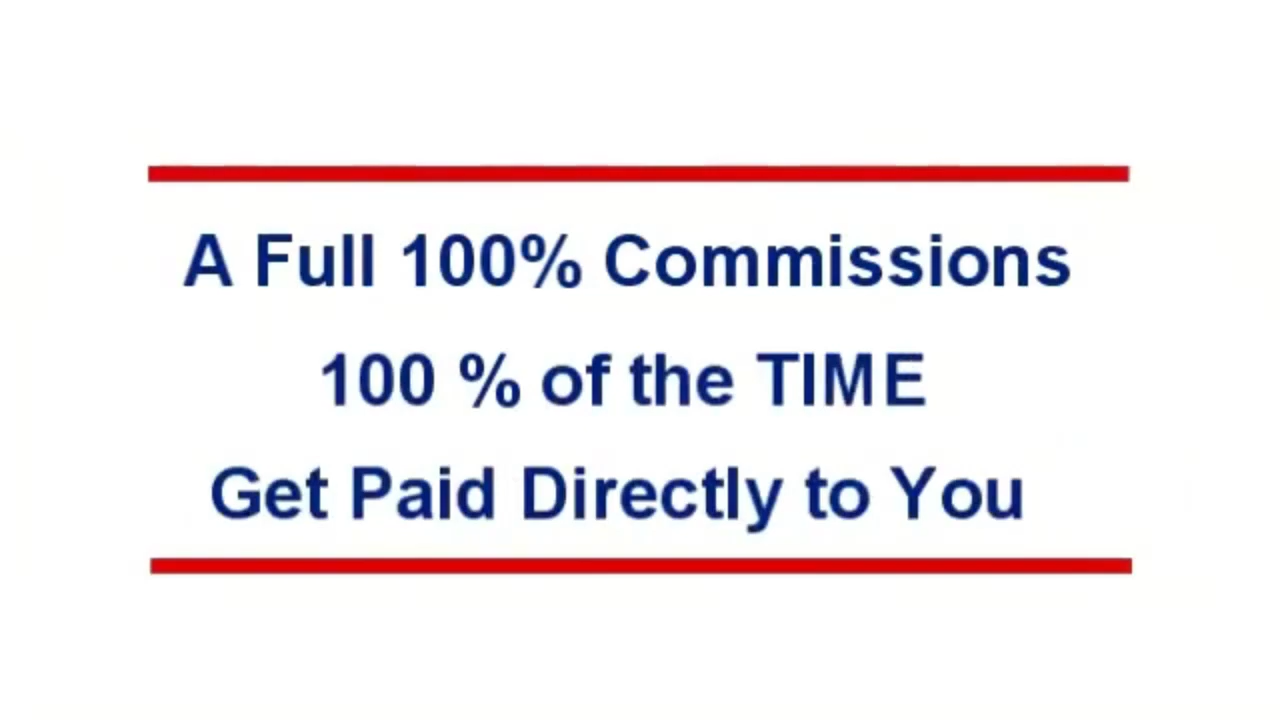 A Full 100% Commissions
100 % of the TIME
Get Paid Directly to You